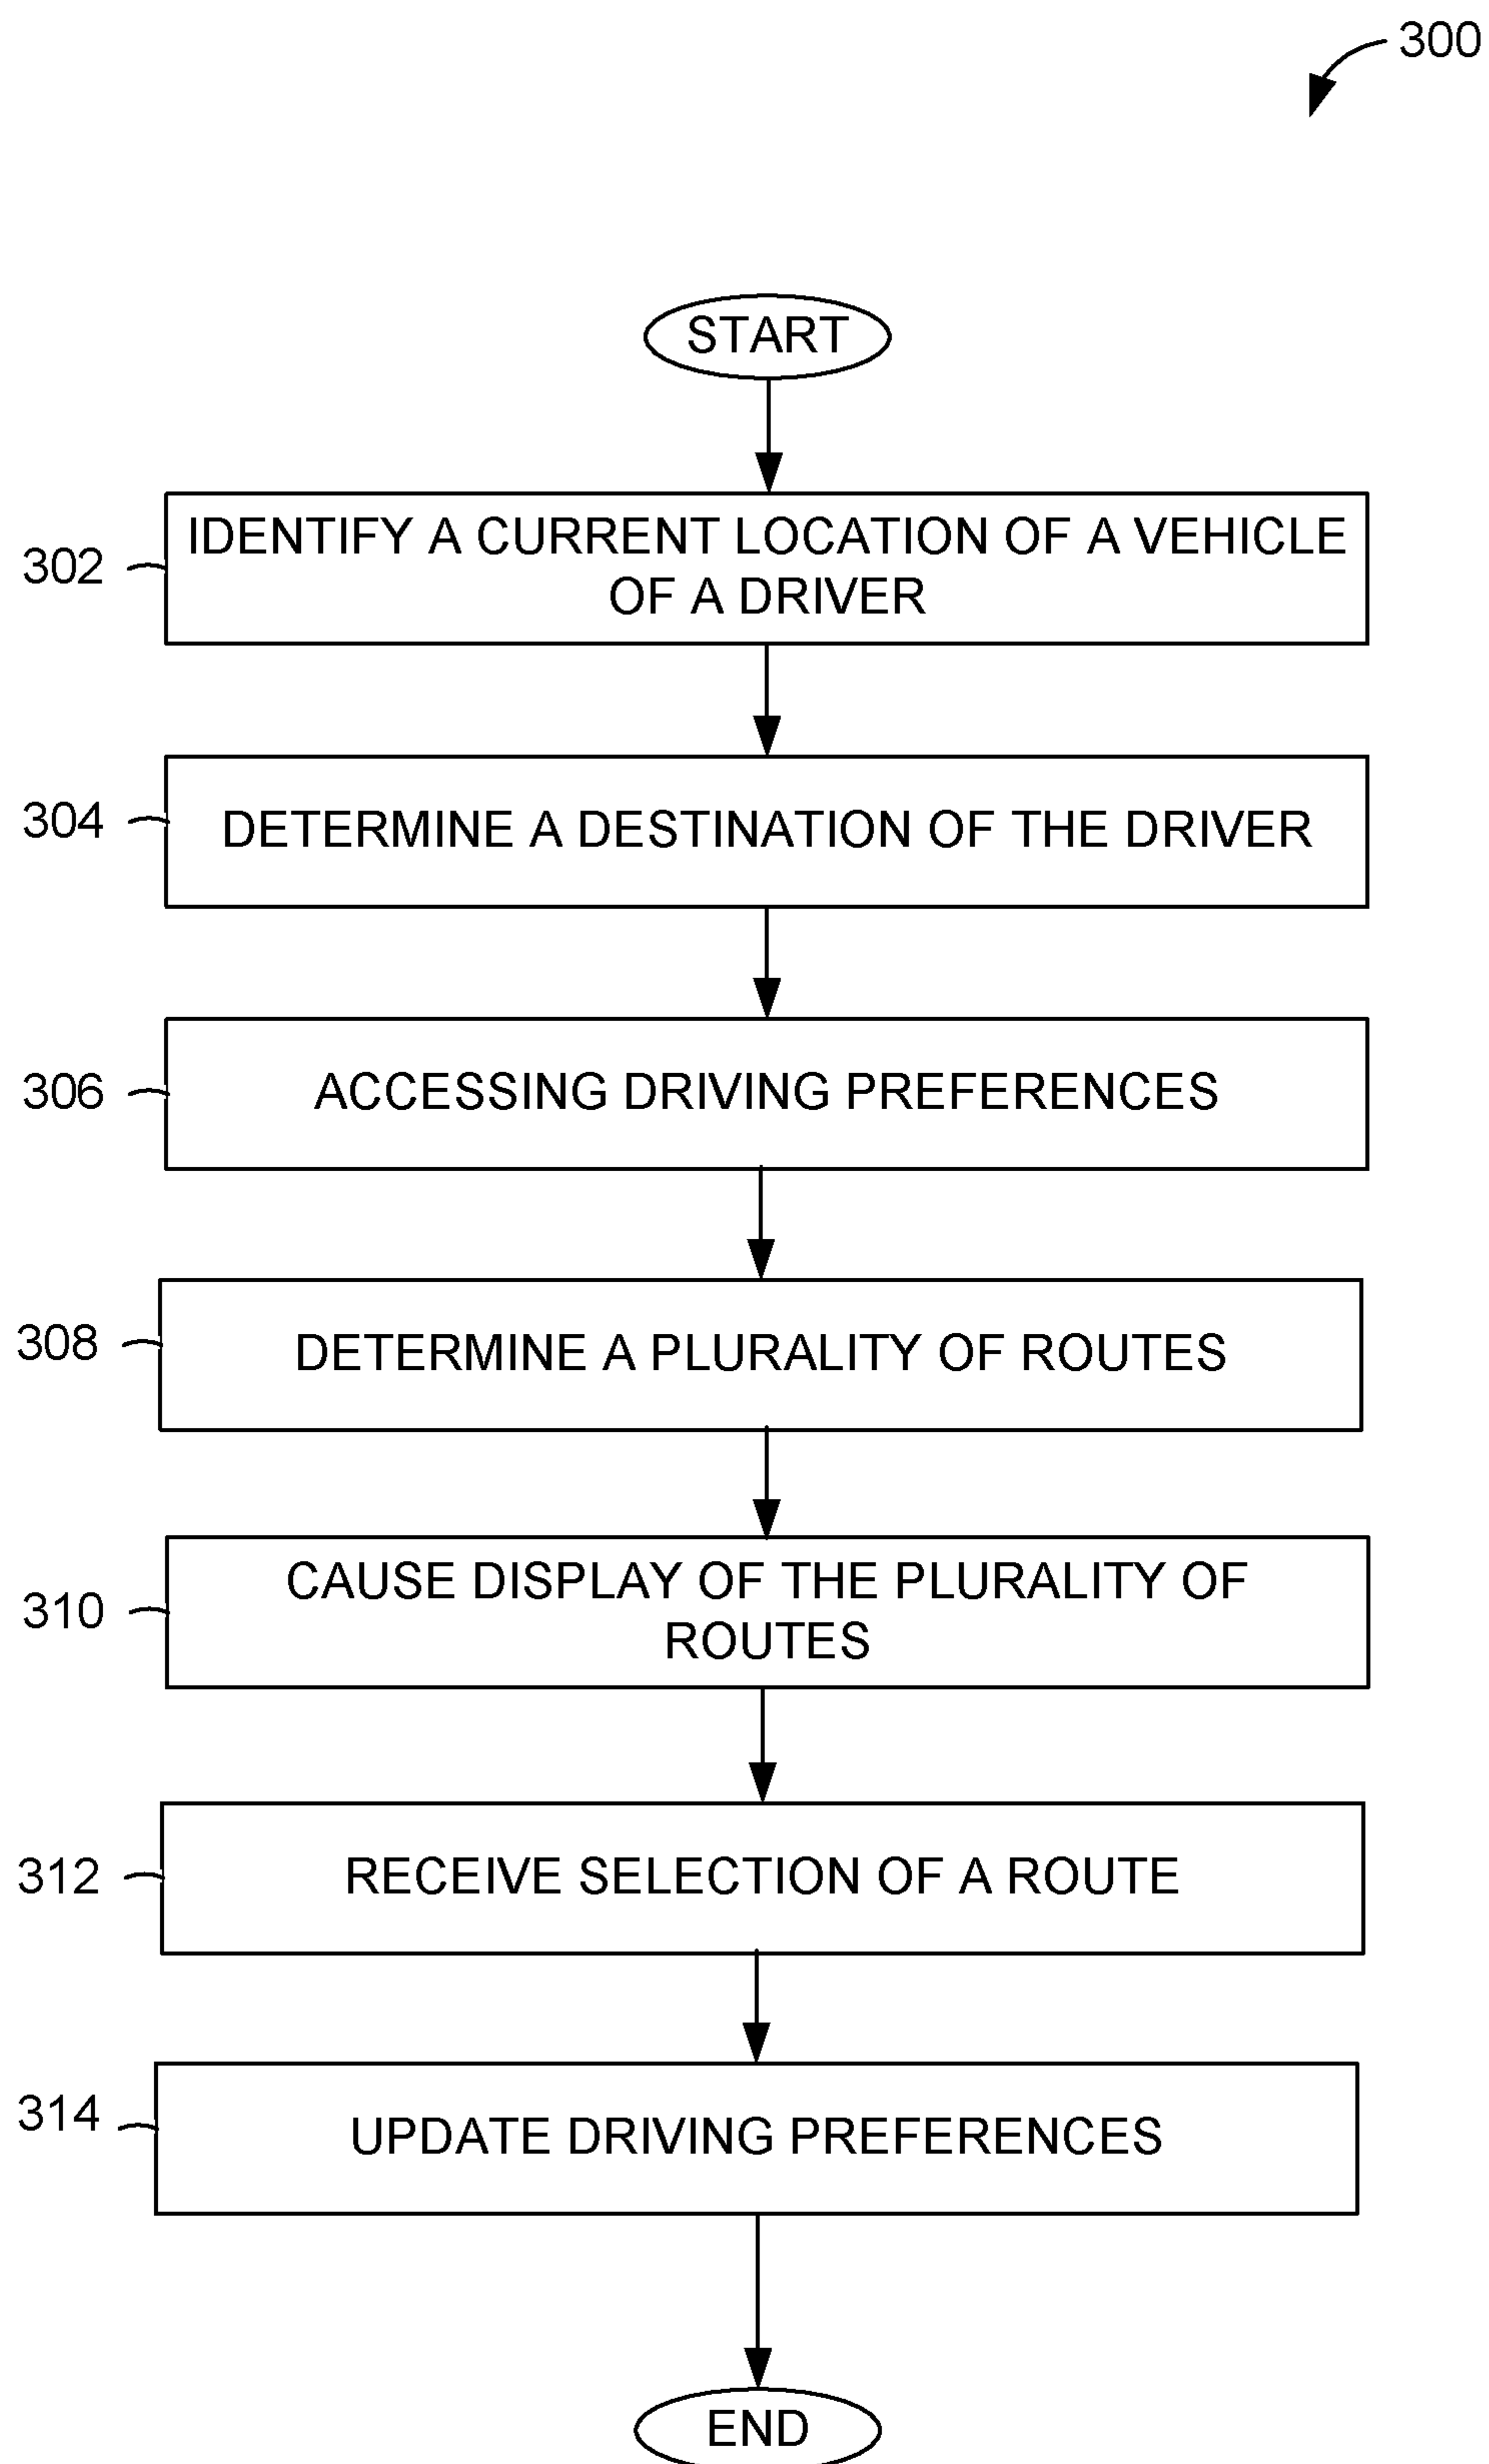 300
START
302
IDENTIFY A CURRENT LOCATION OF A VEHICLE
OF A DRIVER
304
DETERMINE A DESTINATION OF THE DRIVER
306
ACCESSING DRIVING PREFERENCES
308
DETERMINE A PLURALITY OF ROUTES
310
CAUSE DISPLAY OF THE PLURALITY OF
ROUTES
312
RECEIVE SELECTION OF A ROUTE
314
UPDATE DRIVING PREFERENCES
END